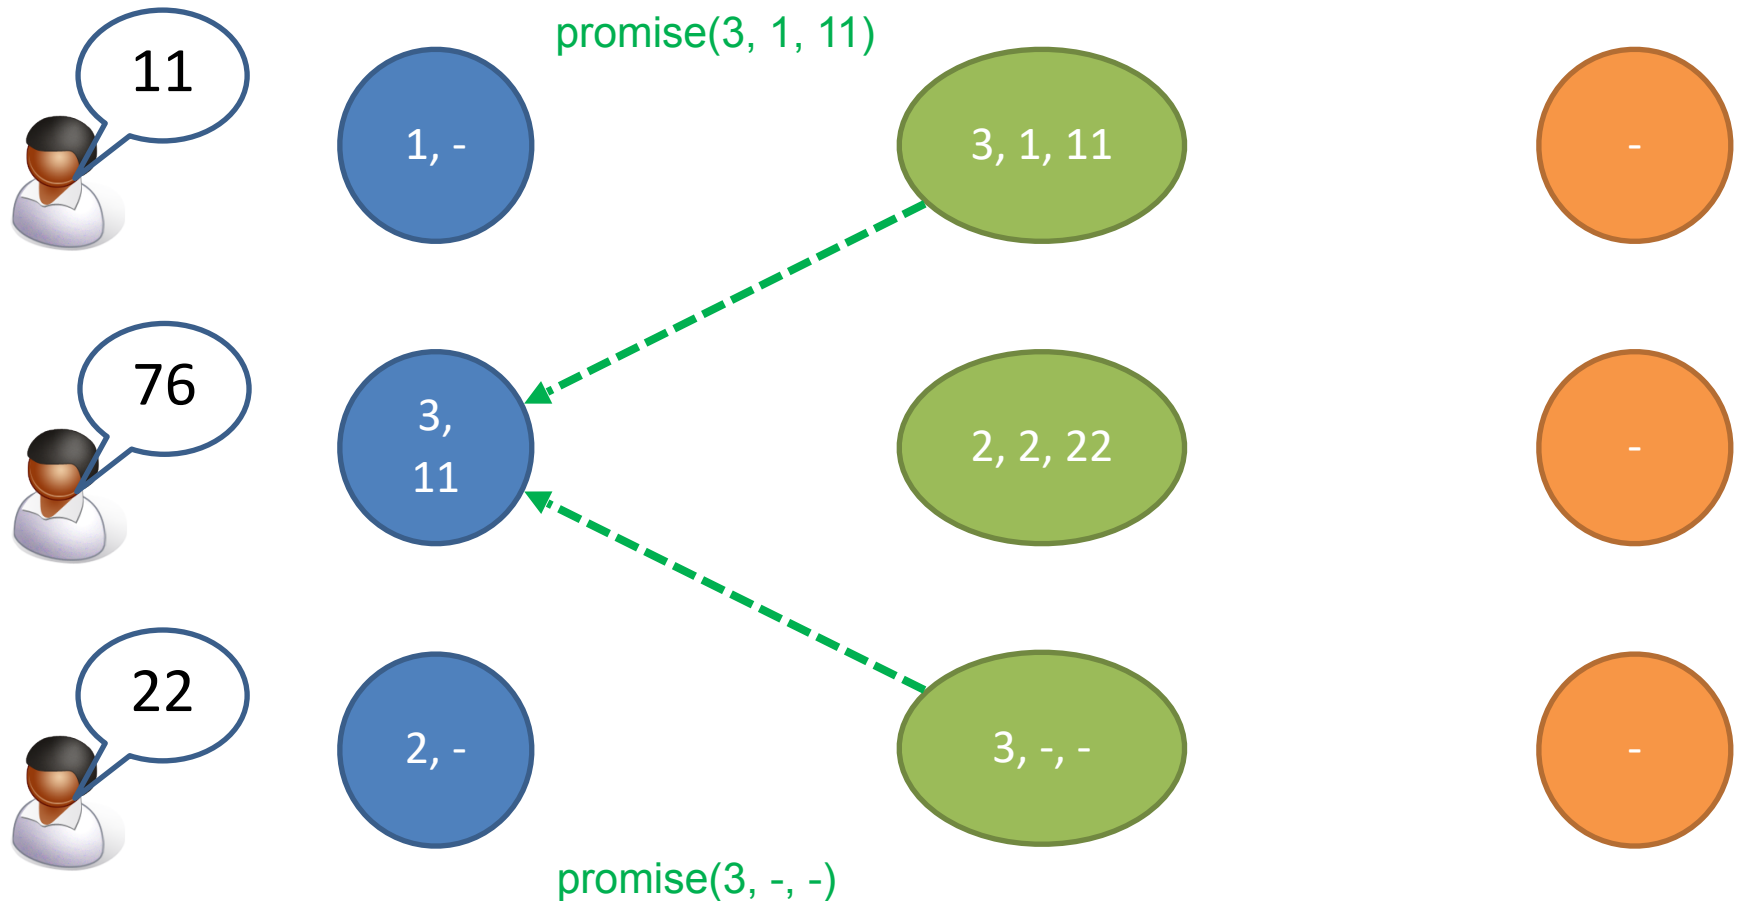 promise(3, 1, 11)
11
1, -
3, 1, 11
-
76
3,
11
2, 2, 22
-
22
2, -
3, -, -
-
promise(3, -, -)